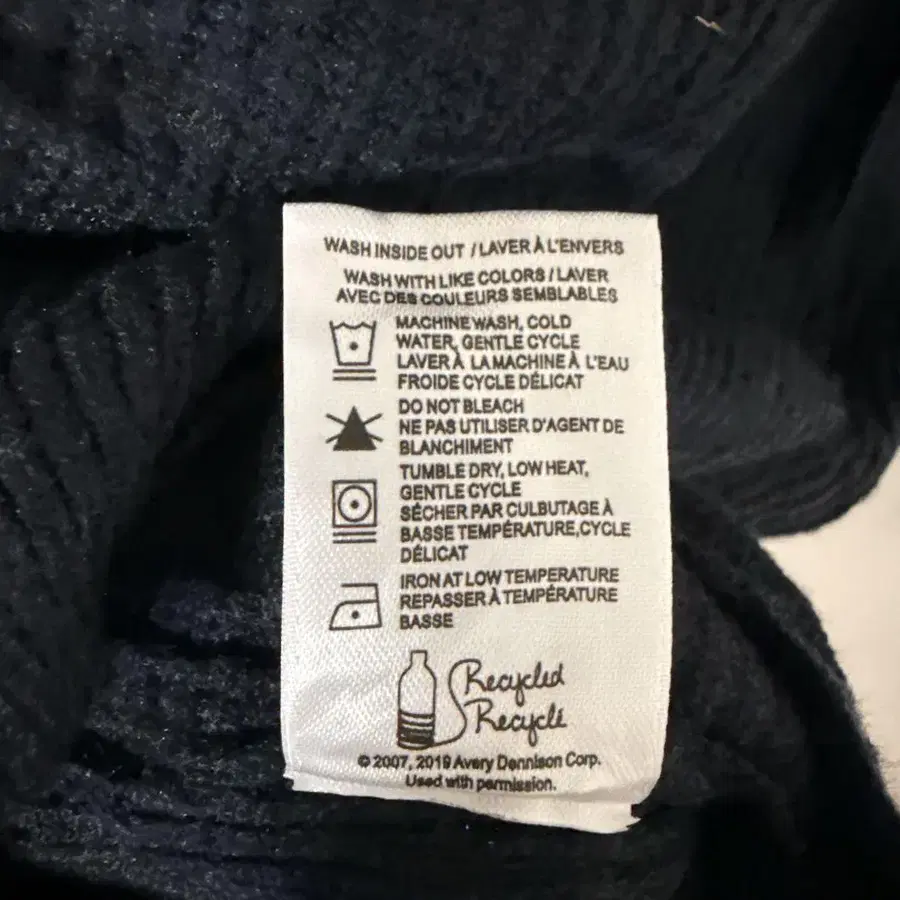 WASH INSIDE OUT / LAVER À L'ENVERS
WASH WITH LIKE COLORS / LAVER
AVEC DES COULEURS SEMBLABLES
MACHINE WASH, COLD
WATER, GENTLE CYCLE
LAVER À LA MACHINE À L'EAU
FROIDE CYCLE DÉLICAT
DO NOT BLEACH
NE PAS UTILISER D'AGENT DE
BLANCHIMENT
TUMBLE DRY, LOW HEAT,
GENTLE CYCLE
SÉCHER PAR CULBUTAGE À
BASSE TEMPÉRATURE,CYCLE
DÉLICAT
IRON AT LOW TEMPERATURE
REPASSER À TEMPÉRATURE
BASSE
Recycled
Recyclé
© 2007, 2019 Avery Dennison Corp.
Used with permission.